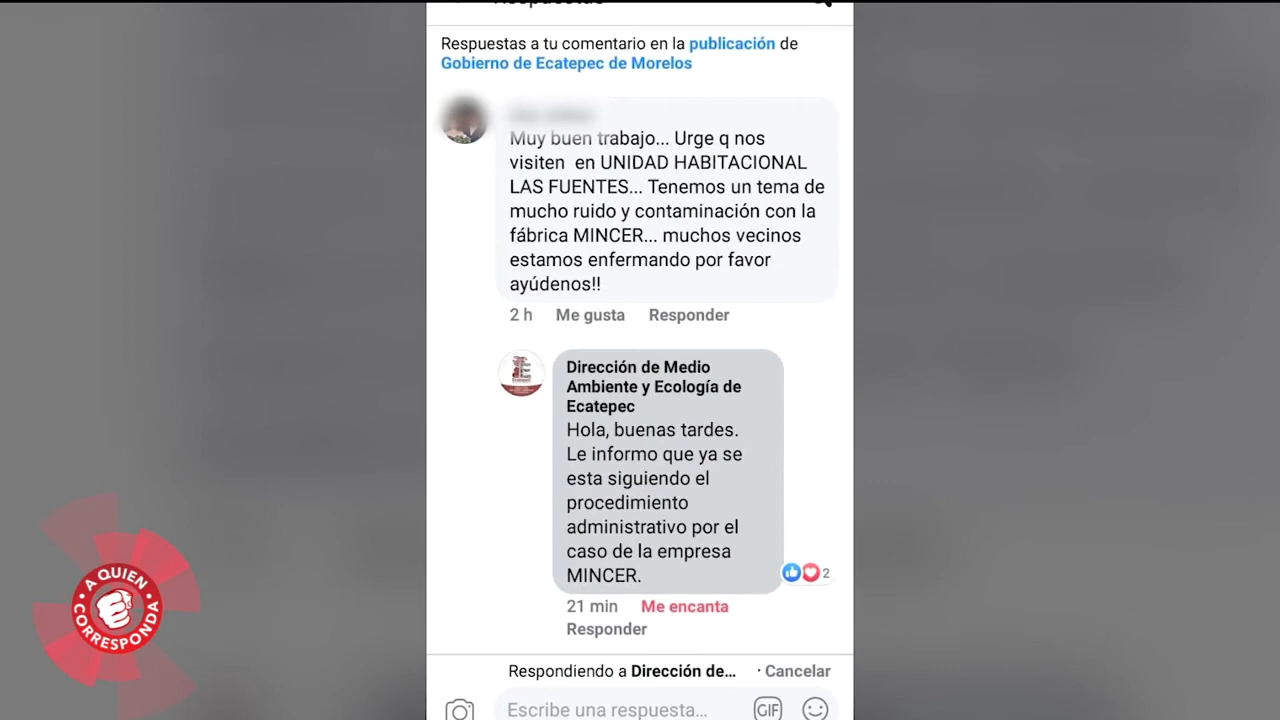 Respuestas a tu comentario en la publicación de
Gobierno de Ecatepec de Morelos
Muy buen trabajo... Urge q nos
visiten en UNIDAD HABITACIONAL
LAS FUENTES... Tenemos un tema de
mucho ruido y contaminación con la
fábrica MINCER... muchos vecinos
estamos enfermando por favor
ayúdenos!!
2 h Me gusta Responder
Dirección de Medio
Ambiente y Ecología de
Ecatepec
Hola, buenas tardes.
Le informo que ya se
esta siguiendo el
procedimiento
administrativo por el
caso de la empresa
MINCER.
2
21 min Me encanta
Responder
Respondiendo a Dirección de... · Cancelar
Escribe una respuesta...
GIF
A QUIEN
CORRESPONDA